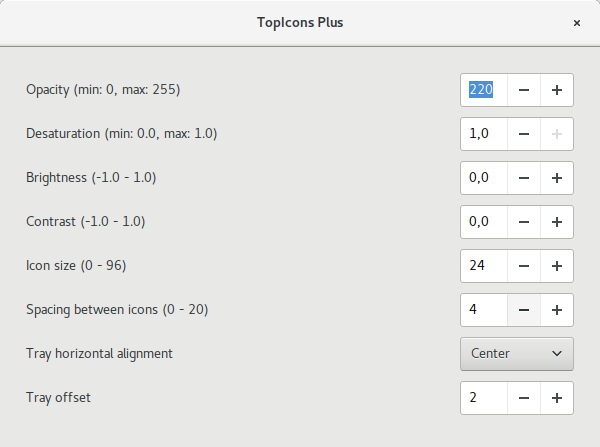 TopIcons Plus
Opacity (min: 0, max: 255) 220
Desaturation (min: 0.0, max: 1.0) 1,0
Brightness (-1.0 - 1.0) 0,0
Contrast (-1.0 - 1.0) 0,0
Icon size (0 - 96) 24
Spacing between icons (0 - 20) 4
Tray horizontal alignment Center
Tray offset 2